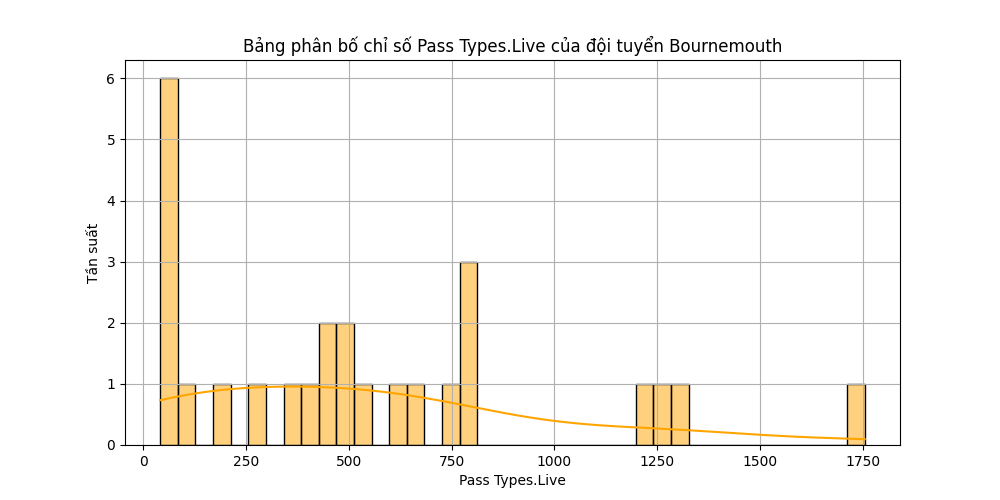 Bảng phân bố chỉ số Pass Types.Live của đội tuyển Bournemouth
6
5
4
3
2
1
0
Tần suất
0 250 500 750 1000 1250 1500 1750
Pass Types.Live